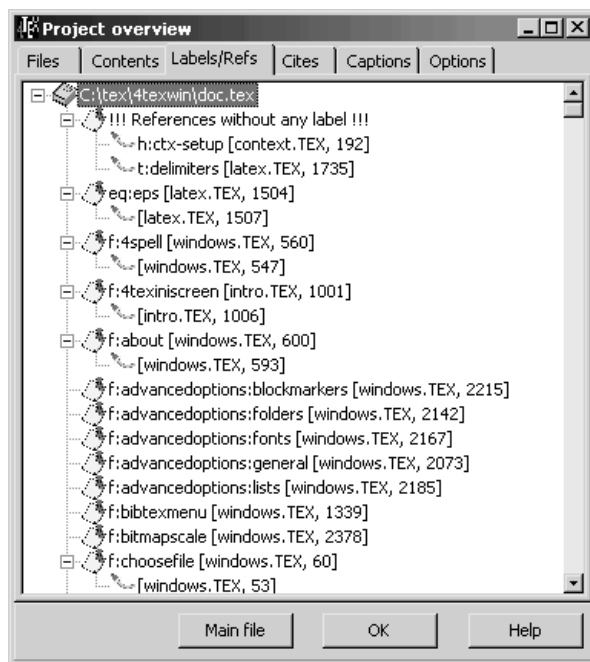 4TEX Project overview
Files Contents Labels/Refs Cites Captions Options
C:\tex\4texwin\doc.tex
!!! References without any label !!!
h:ctx-setup [context.TEX, 192]
t:delimiters [latex.TEX, 1735]
eq:eps [latex.TEX, 1504]
[latex.TEX, 1507]
f:4spell [windows.TEX, 560]
[windows.TEX, 547]
f:4texiniscreen [intro.TEX, 1001]
[intro.TEX, 1006]
f:about [windows.TEX, 600]
[windows.TEX, 593]
f:advancedoptions:blockmarkers [windows.TEX, 2215]
f:advancedoptions:folders [windows.TEX, 2142]
f:advancedoptions:fonts [windows.TEX, 2167]
f:advancedoptions:general [windows.TEX, 2073]
f:advancedoptions:lists [windows.TEX, 2185]
f:bibtexmenu [windows.TEX, 1339]
f:bitmapscale [windows.TEX, 2378]
f:choosefile [windows.TEX, 60]
[windows.TEX, 53]
Main file OK Help